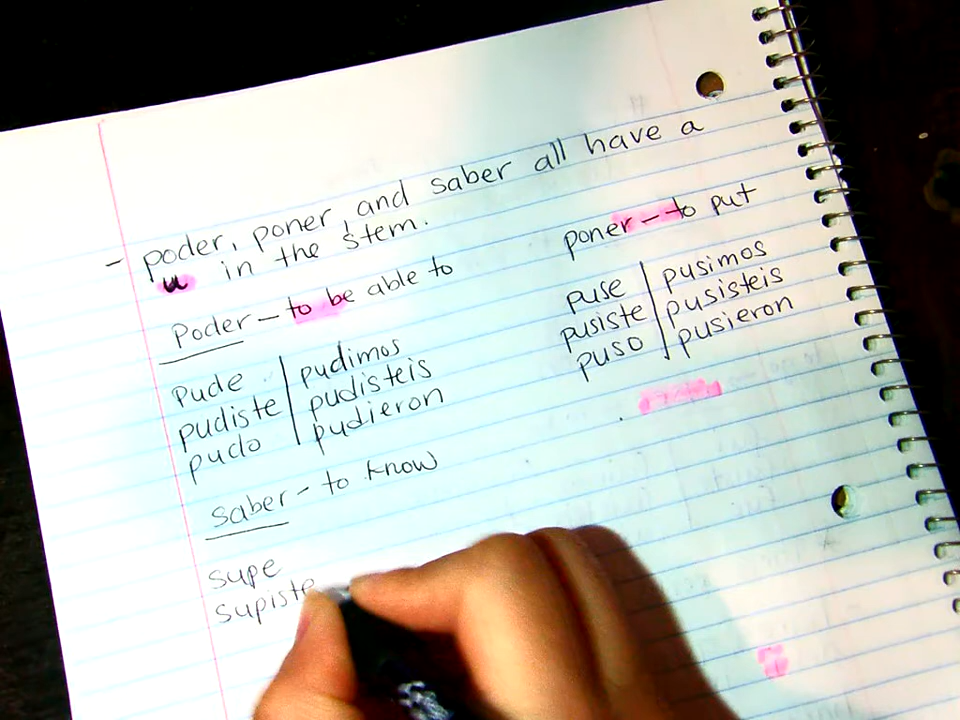 - poder, poner, and saber all have a
u in the stem.
Poder - to be able to
pude | pudimos
pudiste | pudisteis
pudo | pudieron
poner - to put
puse | pusimos
pusiste | pusisteis
puso | pusieron
saber - to know
supe
supiste